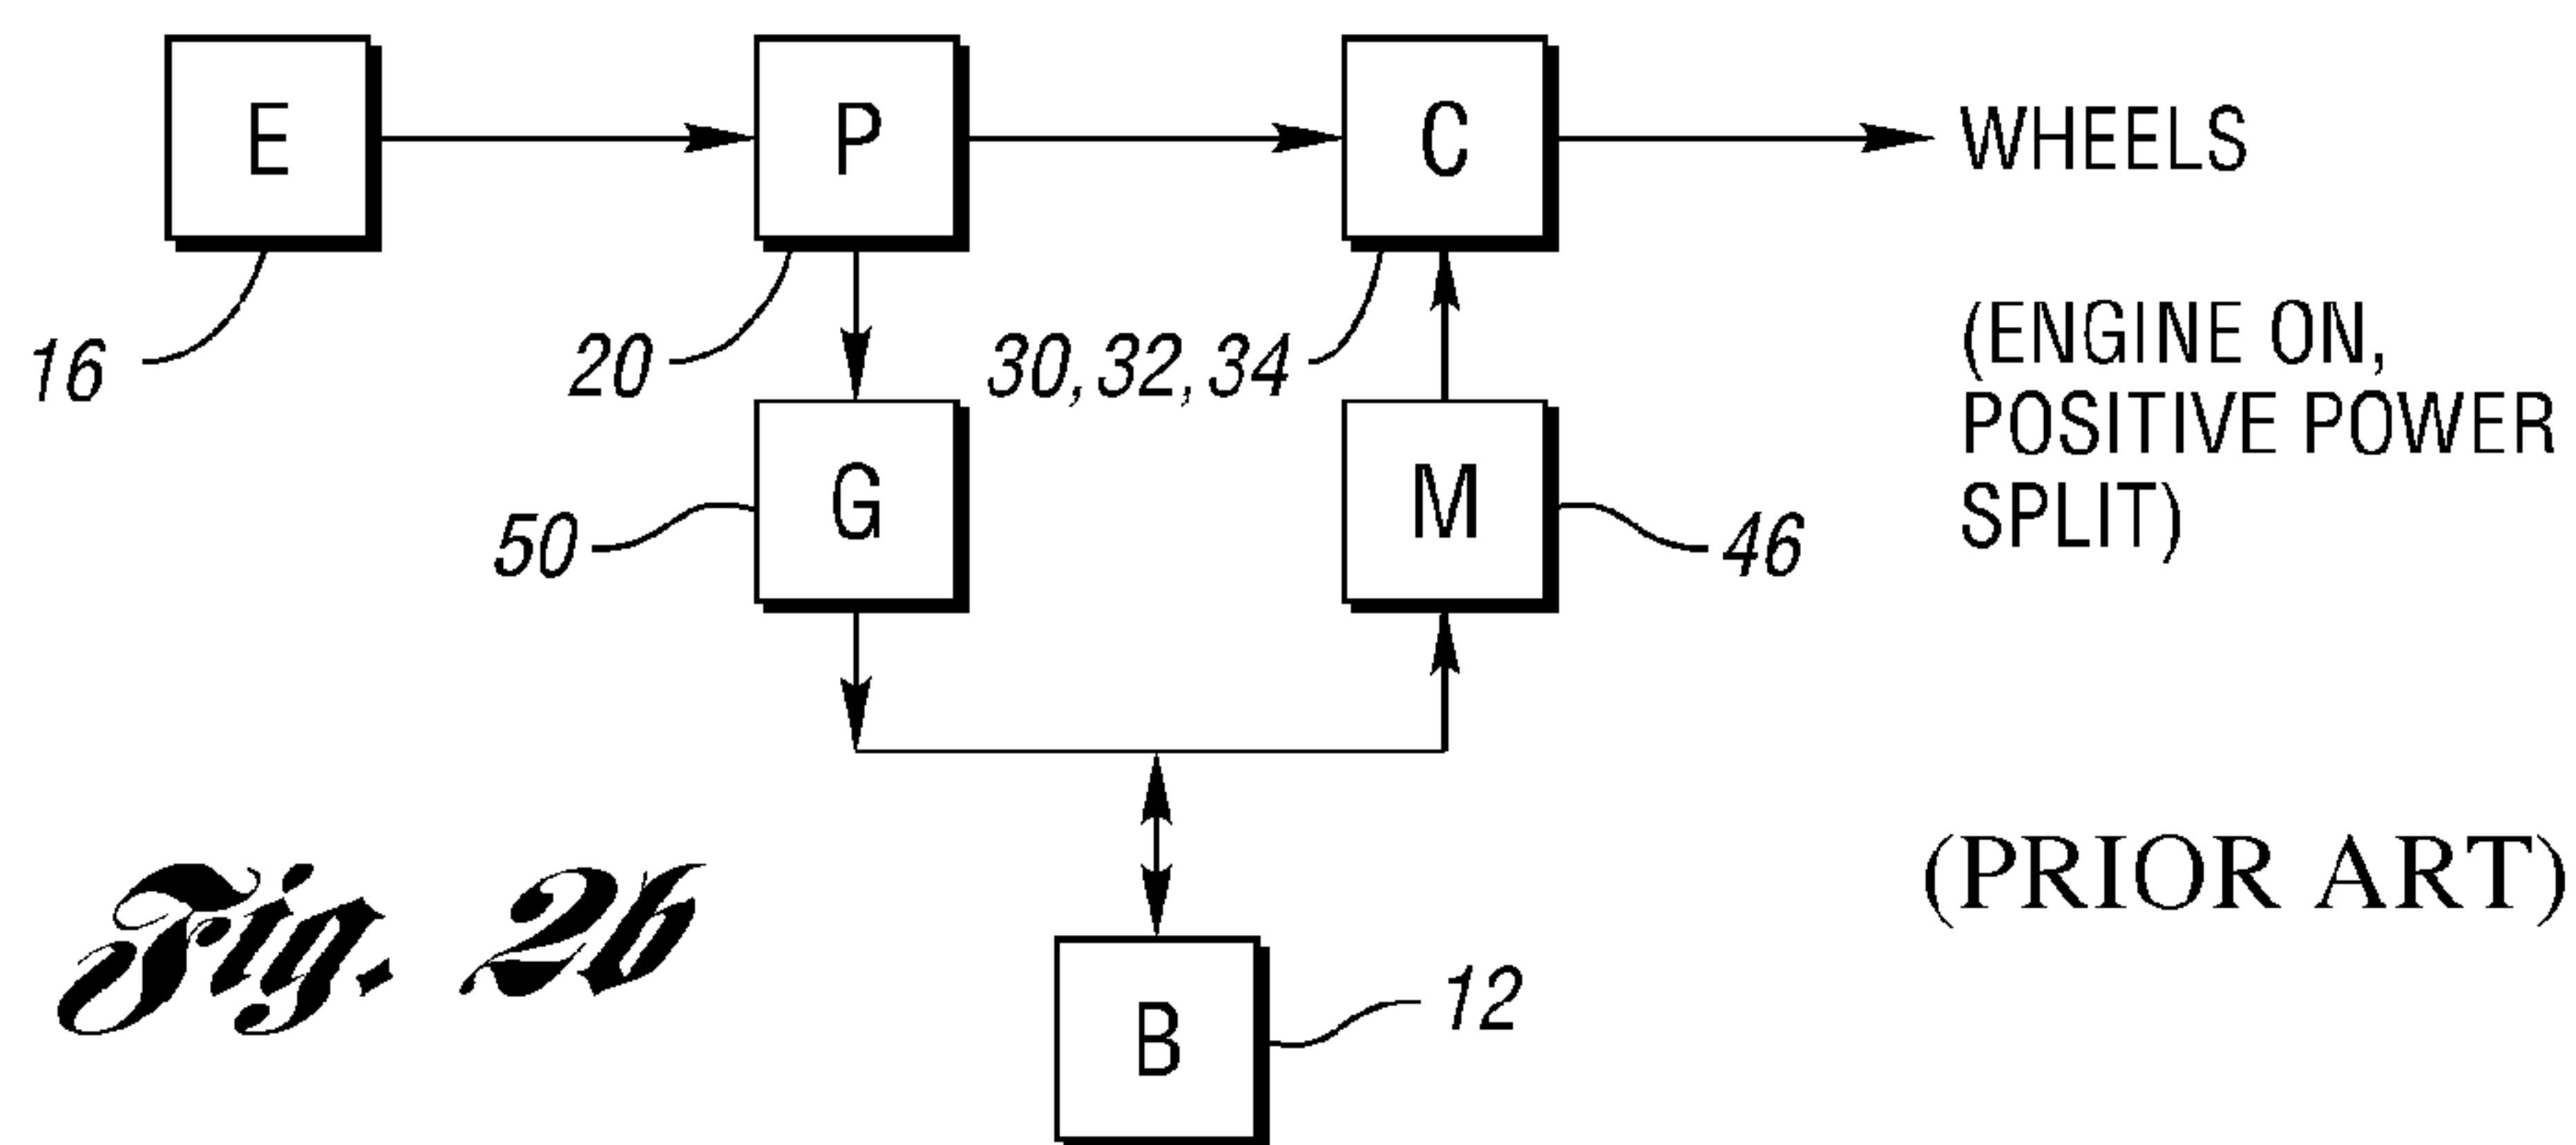 E
P
C
WHEELS
16
20
30, 32, 34
(ENGINE ON,
POSITIVE POWER
SPLIT)
G
M
50
46
Fig. 2b
(PRIOR ART)
B
12